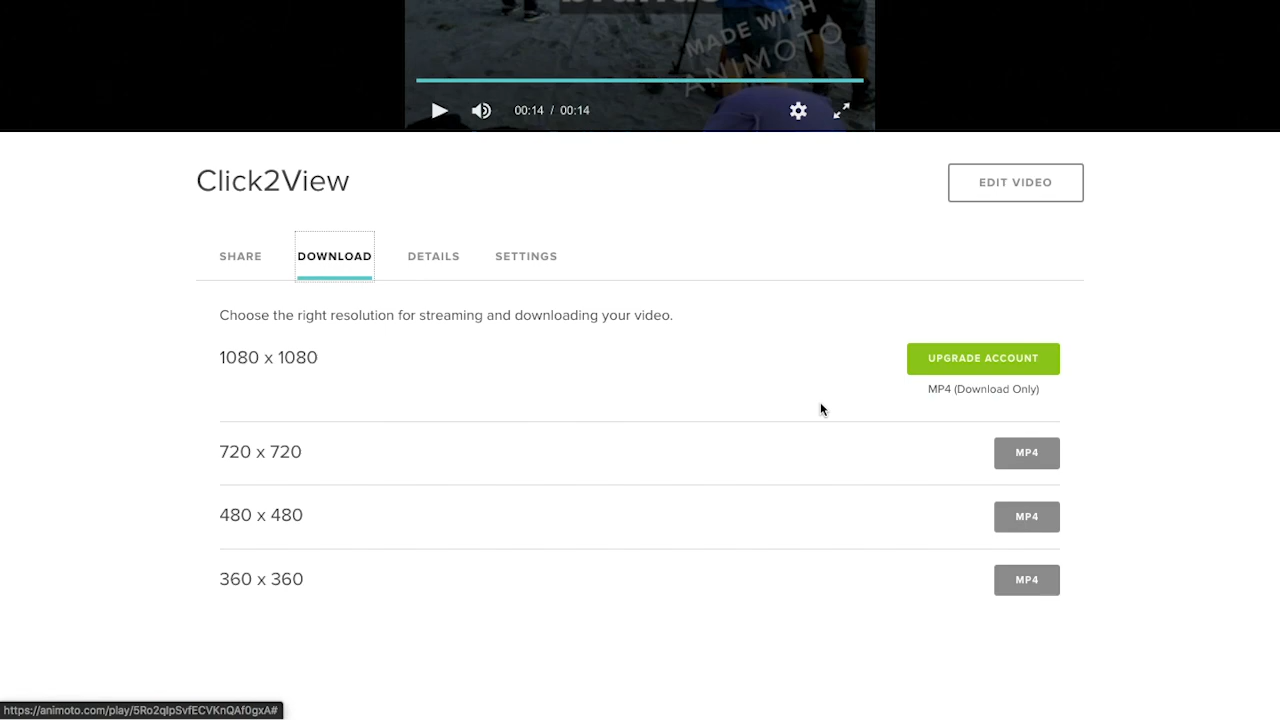 MADE WITH
ANIMOTO
00:14 / 00:14
Click2View
EDIT VIDEO
SHARE
DOWNLOAD
DETAILS
SETTINGS
Choose the right resolution for streaming and downloading your video.
1080 x 1080
UPGRADE ACCOUNT
MP4 (Download Only)
720 x 720
MP4
480 x 480
MP4
360 x 360
MP4
https://animoto.com/play/5Ro2qIpSvfECVKnQAf0gxA#